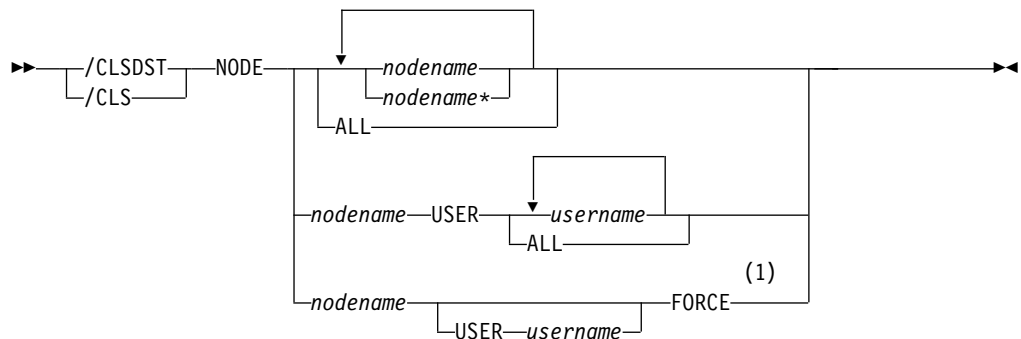 /CLSDST NODE nodename
/CLS nodename*
ALL
nodename USER username
ALL
(1)
nodename FORCE
USER username